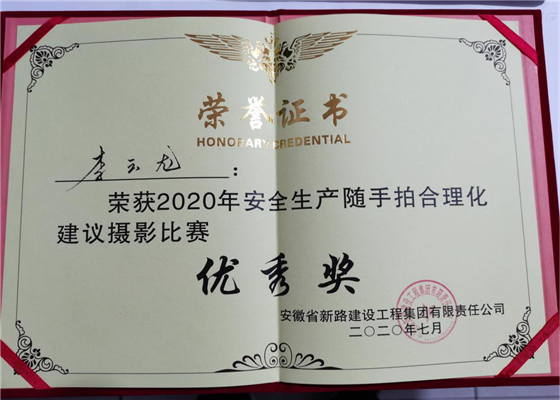 荣誉证书
HONORARY CREDENTIAL
李云龙：
荣获2020年安全生产随手拍合理化
建议摄影比赛
优秀奖
安徽省新路建设工程集团有限责任公司
二〇二〇年七月